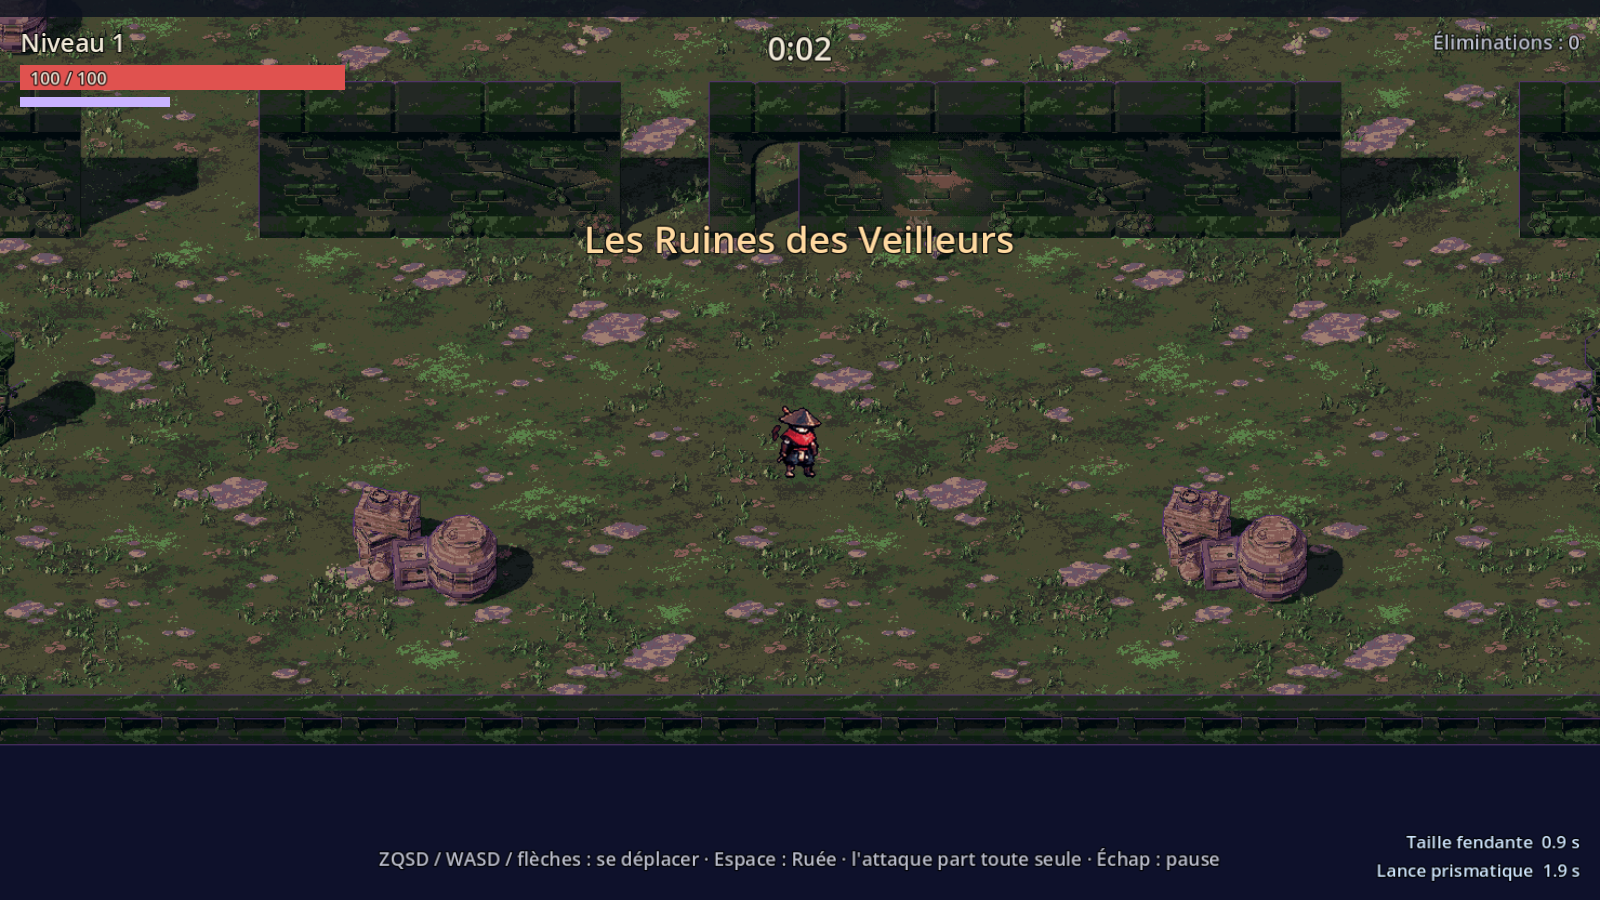 Niveau 1
0:02
Éliminations : 0
100 / 100
Les Ruines des Veilleurs
Taille fendante 0.9 s
ZQSD / WASD / flèches : se déplacer · Espace : Ruée · l'attaque part toute seule · Échap : pause
Lance prismatique 1.9 s